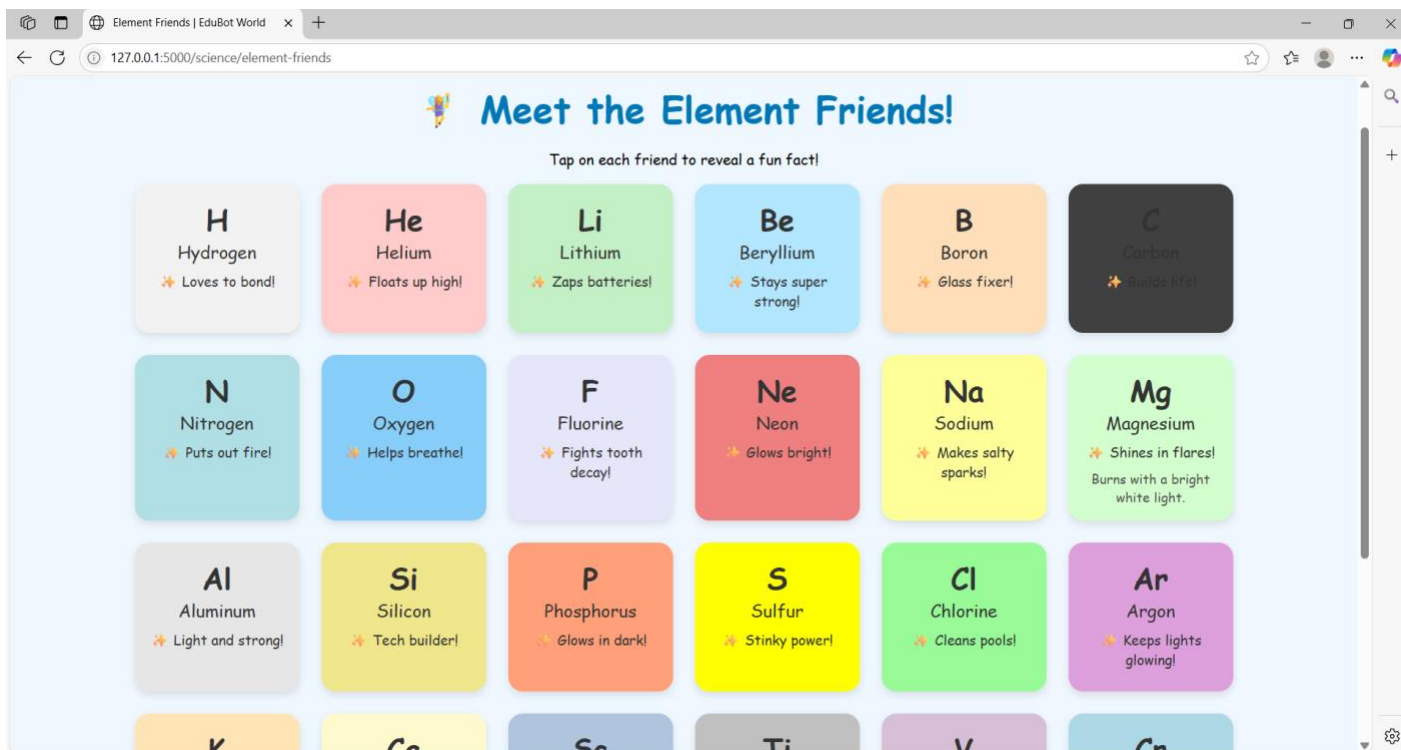 Element Friends | EduBot World
127.0.0.1:5000/science/element-friends
Meet the Element Friends!
Tap on each friend to reveal a fun fact!
H
Hydrogen
Loves to bond!
He
Helium
Floats up high!
Li
Lithium
Zaps batteries!
Be
Beryllium
Stays super
strong!
B
Boron
Glass fixer!
C
Carbon
Builds life!
N
Nitrogen
Puts out fire!
O
Oxygen
Helps breathe!
F
Fluorine
Fights tooth
decay!
Ne
Neon
Glows bright!
Na
Sodium
Makes salty
sparks!
Mg
Magnesium
Shines in flares!
Burns with a bright
white light.
Al
Aluminum
Light and strong!
Si
Silicon
Tech builder!
P
Phosphorus
Glows in dark!
S
Sulfur
Stinky power!
Cl
Chlorine
Cleans pools!
Ar
Argon
Keeps lights
glowing!
K
Ca
Sc
Ti
V
Cr